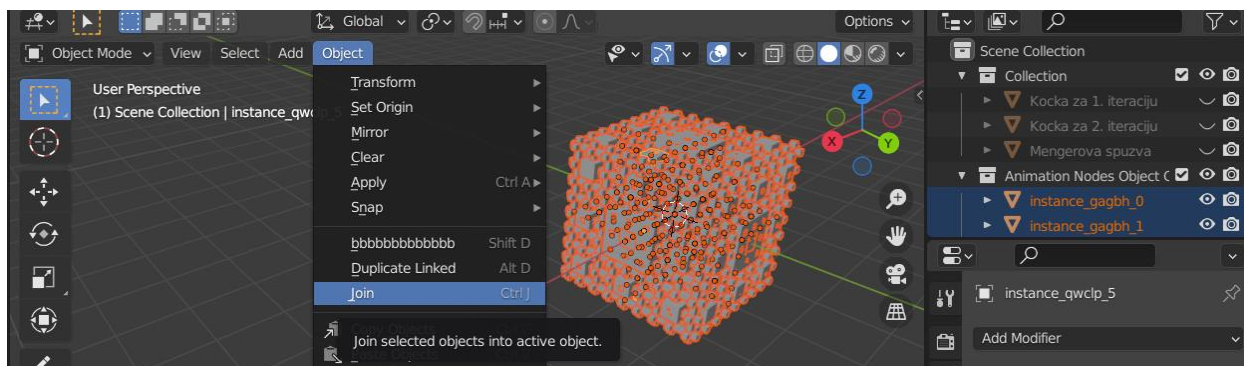 Global
Options
Object Mode View Select Add Object
User Perspective
(1) Scene Collection | instance_qwclp_5
Transform
Set Origin
Mirror
Clear
Apply Ctrl A
Snap
bbbbbbbbbbbbb Shift D
Duplicate Linked Alt D
Join Ctrl J
Join selected objects into active object.
Z
X
Y
Scene Collection
Collection
Kocka za 1. iteraciju
Kocka za 2. iteraciju
Mengerova spuzva
Animation Nodes Object C
instance_gagbh_0
instance_gagbh_1
instance_qwclp_5
Add Modifier